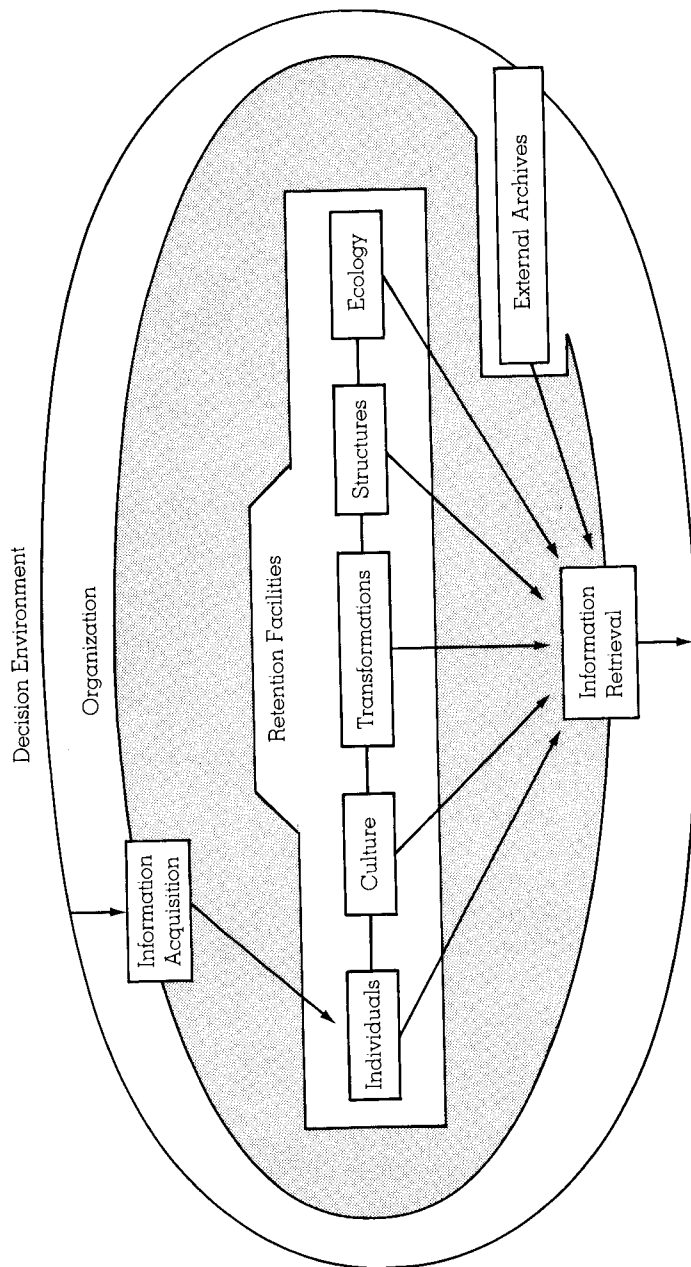 Decision Environment
Organization
Information
Acquisition
Retention Facilities
Individuals
Culture
Transformations
Structures
Ecology
External Archives
Information
Retrieval